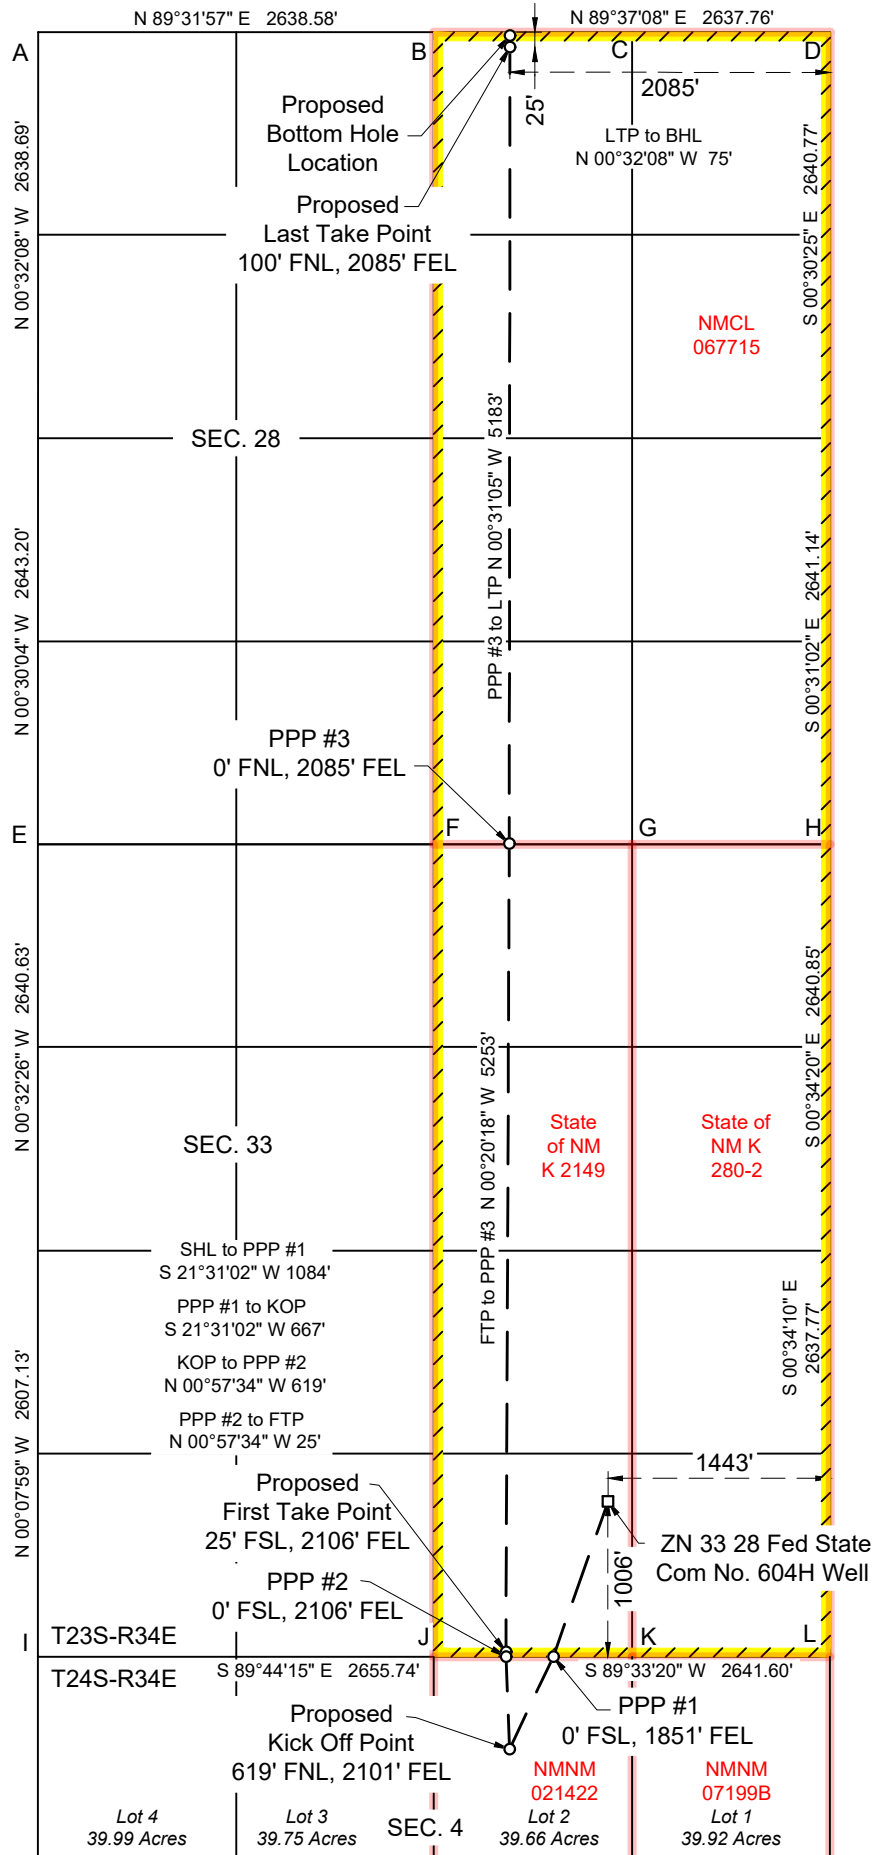 N 89°31'57" E 2638.58'
N 89°37'08" E 2637.76'
A
B
C
D
2085'
25'
Proposed
Bottom Hole
Location
LTP to BHL
N 00°32'08" W 75'
N 00°32'08" W 2638.69'
S 00°30'25" E 2640.77'
Proposed
Last Take Point
100' FNL, 2085' FEL
NMCL
067715
SEC. 28
PPP #3 to LTP N 00°31'05" W 5183'
N 00°30'04" W 2643.20'
S 00°31'02" E 2641.14'
PPP #3
0' FNL, 2085' FEL
E
F
G
H
N 00°32'26" W 2640.63'
S 00°34'20" E 2640.85'
FTP to PPP #3 N 00°20'18" W 5253'
State
of NM
K 2149
State of
NM K
280-2
SEC. 33
SHL to PPP #1
S 21°31'02" W 1084'
PPP #1 to KOP
S 21°31'02" W 667'
KOP to PPP #2
N 00°57'34" W 619'
PPP #2 to FTP
N 00°57'34" W 25'
N 00°07'59" W 2607.13'
S 00°34'10" E
2637.77'
1443'
Proposed
First Take Point
25' FSL, 2106' FEL
1006'
ZN 33 28 Fed State
Com No. 604H Well
PPP #2
0' FSL, 2106' FEL
I
T23S-R34E
J
K
L
T24S-R34E
S 89°44'15" E 2655.74'
S 89°33'20" W 2641.60'
PPP #1
0' FSL, 1851' FEL
Proposed
Kick Off Point
619' FNL, 2101' FEL
NMNM
021422
NMNM
07199B
Lot 4
39.99 Acres
Lot 3
39.75 Acres
SEC. 4
Lot 2
39.66 Acres
Lot 1
39.92 Acres